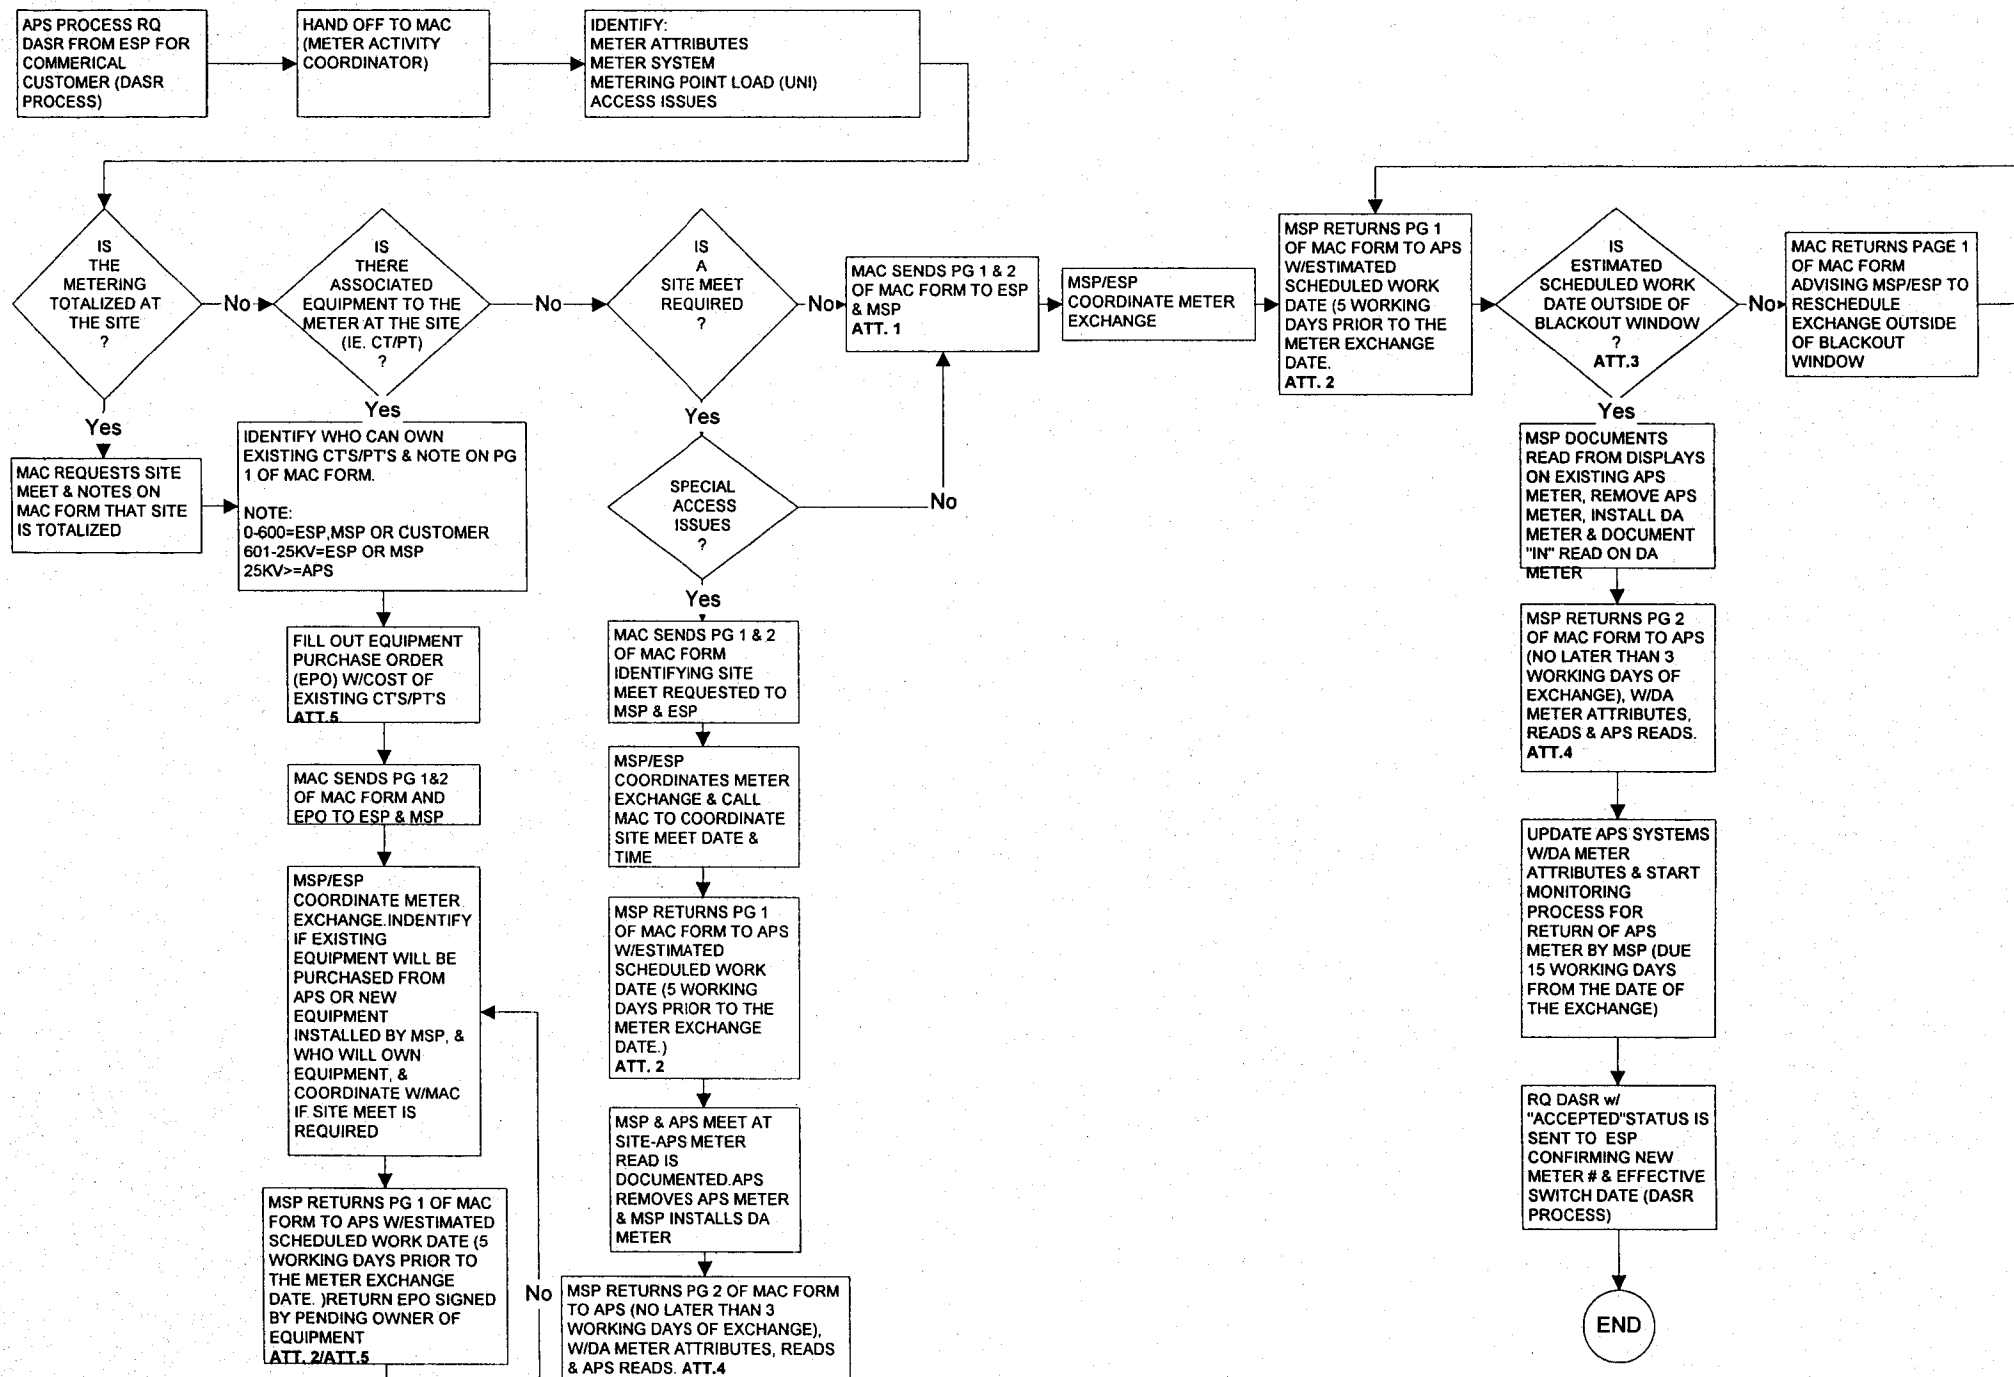 APS PROCESS RQ
DASR FROM ESP FOR
COMMERICAL
CUSTOMER (DASR
PROCESS)
HAND OFF TO MAC
(METER ACTIVITY
COORDINATOR)
IDENTIFY:
METER ATTRIBUTES
METER SYSTEM
METERING POINT LOAD (UNI)
ACCESS ISSUES
IS
THE
METERING
TOTALIZED AT
THE SITE
?
No
Yes
MAC REQUESTS SITE
MEET & NOTES ON
MAC FORM THAT SITE
IS TOTALIZED
IS
THERE
ASSOCIATED
EQUIPMENT TO THE
METER AT THE SITE
(IE. CT/PT)
?
No
Yes
IDENTIFY WHO CAN OWN
EXISTING CT'S/PT'S & NOTE ON PG
1 OF MAC FORM.
NOTE:
0-600=ESP,MSP OR CUSTOMER
601-25KV=ESP OR MSP
25KV>=APS
FILL OUT EQUIPMENT
PURCHASE ORDER
(EPO) W/COST OF
EXISTING CT'S/PT'S
ATT.5
MAC SENDS PG 1&2
OF MAC FORM AND
EPO TO ESP & MSP
MSP/ESP
COORDINATE METER
EXCHANGE.INDENTIFY
IF EXISTING
EQUIPMENT WILL BE
PURCHASED FROM
APS OR NEW
EQUIPMENT
INSTALLED BY MSP, &
WHO WILL OWN
EQUIPMENT, &
COORDINATE W/MAC
IF SITE MEET IS
REQUIRED
MSP RETURNS PG 1 OF MAC
FORM TO APS W/ESTIMATED
SCHEDULED WORK DATE (5
WORKING DAYS PRIOR TO
THE METER EXCHANGE
DATE. )RETURN EPO SIGNED
BY PENDING OWNER OF
EQUIPMENT
ATT. 2/ATT.5
No
IS
A
SITE MEET
REQUIRED
?
No
Yes
SPECIAL
ACCESS
ISSUES
?
No
Yes
MAC SENDS PG 1 & 2
OF MAC FORM
IDENTIFYING SITE
MEET REQUESTED TO
MSP & ESP
MSP/ESP
COORDINATES METER
EXCHANGE & CALL
MAC TO COORDINATE
SITE MEET DATE &
TIME
MSP RETURNS PG 1
OF MAC FORM TO APS
W/ESTIMATED
SCHEDULED WORK
DATE (5 WORKING
DAYS PRIOR TO THE
METER EXCHANGE
DATE.)
ATT. 2
MSP & APS MEET AT
SITE-APS METER
READ IS
DOCUMENTED.APS
REMOVES APS METER
& MSP INSTALLS DA
METER
MSP RETURNS PG 2 OF MAC FORM
TO APS (NO LATER THAN 3
WORKING DAYS OF EXCHANGE),
W/DA METER ATTRIBUTES, READS
& APS READS. ATT.4
MAC SENDS PG 1 & 2
OF MAC FORM TO ESP
& MSP
ATT. 1
MSP/ESP
COORDINATE METER
EXCHANGE
MSP RETURNS PG 1
OF MAC FORM TO APS
W/ESTIMATED
SCHEDULED WORK
DATE (5 WORKING
DAYS PRIOR TO THE
METER EXCHANGE
DATE.
ATT. 2
IS
ESTIMATED
SCHEDULED WORK
DATE OUTSIDE OF
BLACKOUT WINDOW
?
ATT.3
No
Yes
MAC RETURNS PAGE 1
OF MAC FORM
ADVISING MSP/ESP TO
RESCHEDULE
EXCHANGE OUTSIDE
OF BLACKOUT
WINDOW
MSP DOCUMENTS
READ FROM DISPLAYS
ON EXISTING APS
METER, REMOVE APS
METER, INSTALL DA
METER & DOCUMENT
"IN" READ ON DA
METER
MSP RETURNS PG 2
OF MAC FORM TO APS
(NO LATER THAN 3
WORKING DAYS OF
EXCHANGE), W/DA
METER ATTRIBUTES,
READS & APS READS.
ATT.4
UPDATE APS SYSTEMS
W/DA METER
ATTRIBUTES & START
MONITORING
PROCESS FOR
RETURN OF APS
METER BY MSP (DUE
15 WORKING DAYS
FROM THE DATE OF
THE EXCHANGE)
RQ DASR w/
"ACCEPTED"STATUS IS
SENT TO ESP
CONFIRMING NEW
METER # & EFFECTIVE
SWITCH DATE (DASR
PROCESS)
END